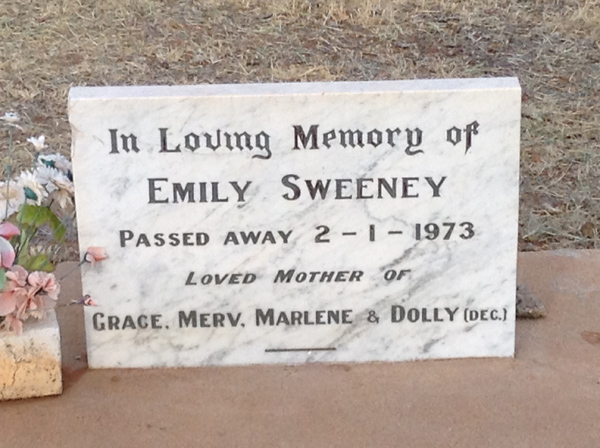 In Loving Memory of
EMILY SWEENEY
PASSED AWAY 2-1-1973
LOVED MOTHER OF
GRACE, MERV, MARLENE & DOLLY (DEC.)